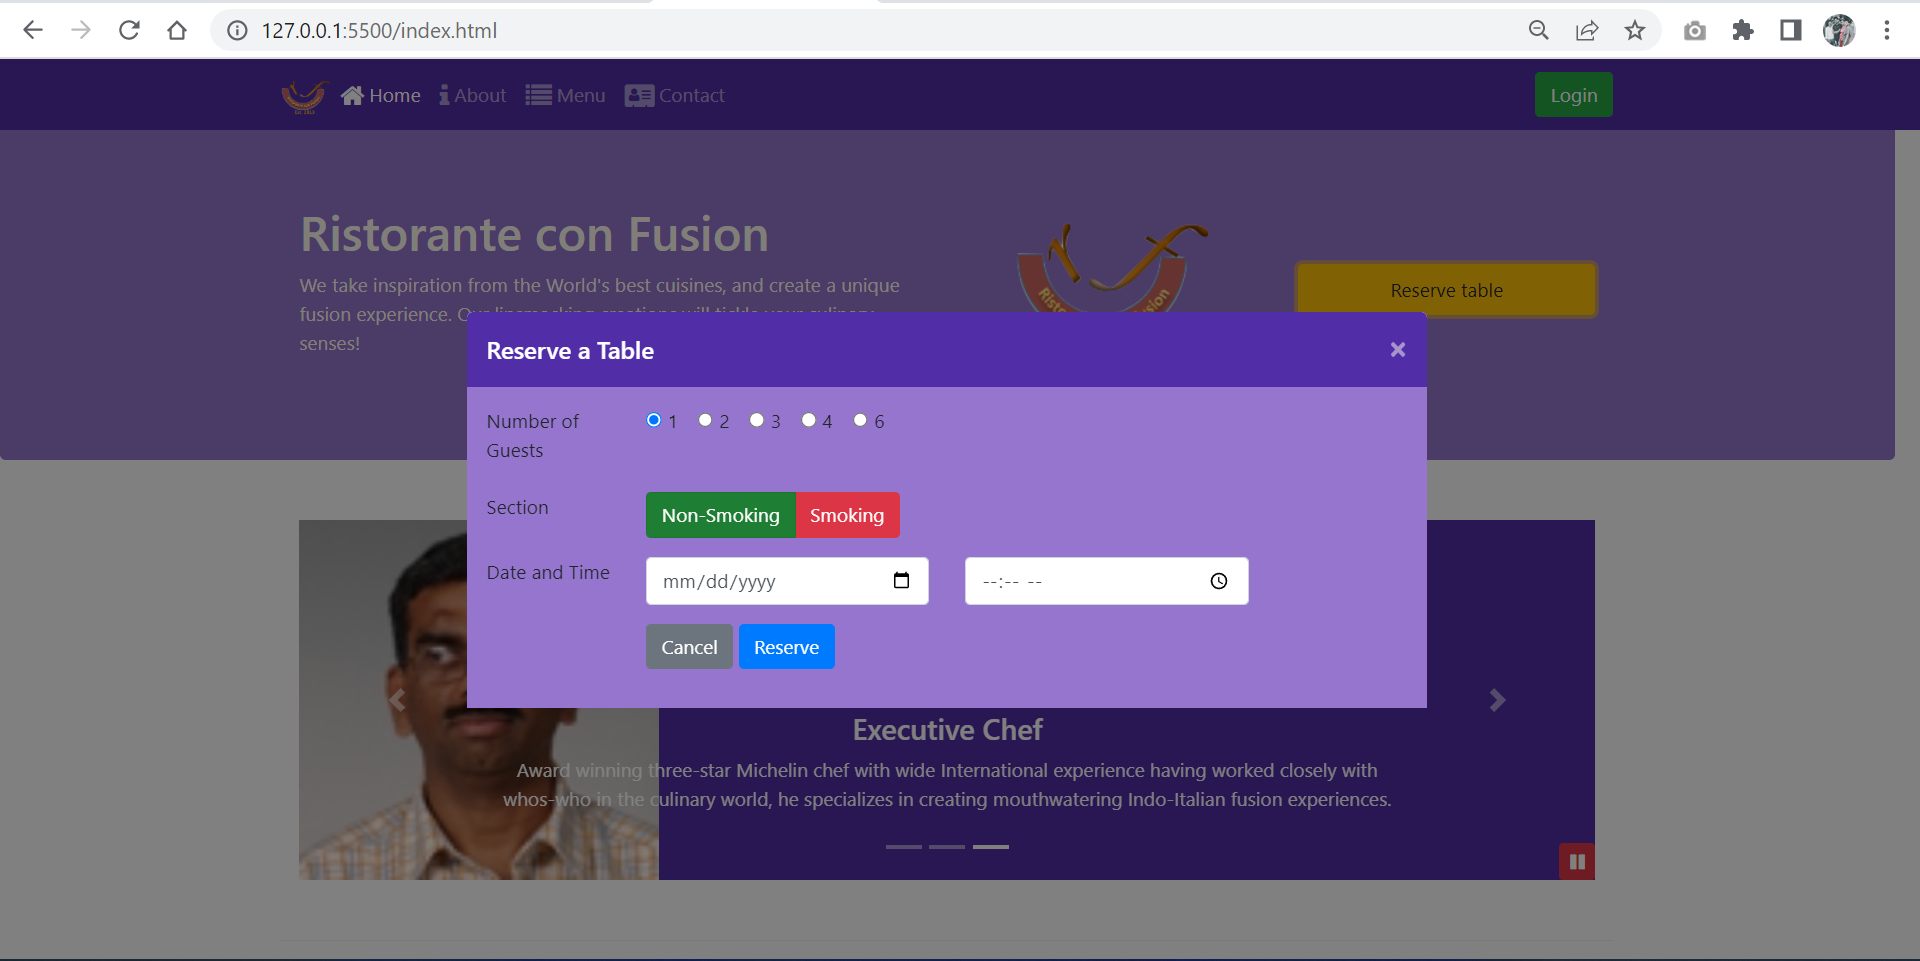 127.0.0.1:5500/index.html
Home About Menu Contact
Login
Ristorante con Fusion
We take inspiration from the World's best cuisines, and create a unique
fusion experience.
senses!
Reserve table
Reserve a Table ×
Number of
Guests
1 2 3 4 6
Section
Non-Smoking Smoking
Date and Time
mm/dd/yyyy --:-- --
Cancel Reserve
Executive Chef
Award winning three-star Michelin chef with wide International experience having worked closely with
whos-who in the culinary world, he specializes in creating mouthwatering Indo-Italian fusion experiences.